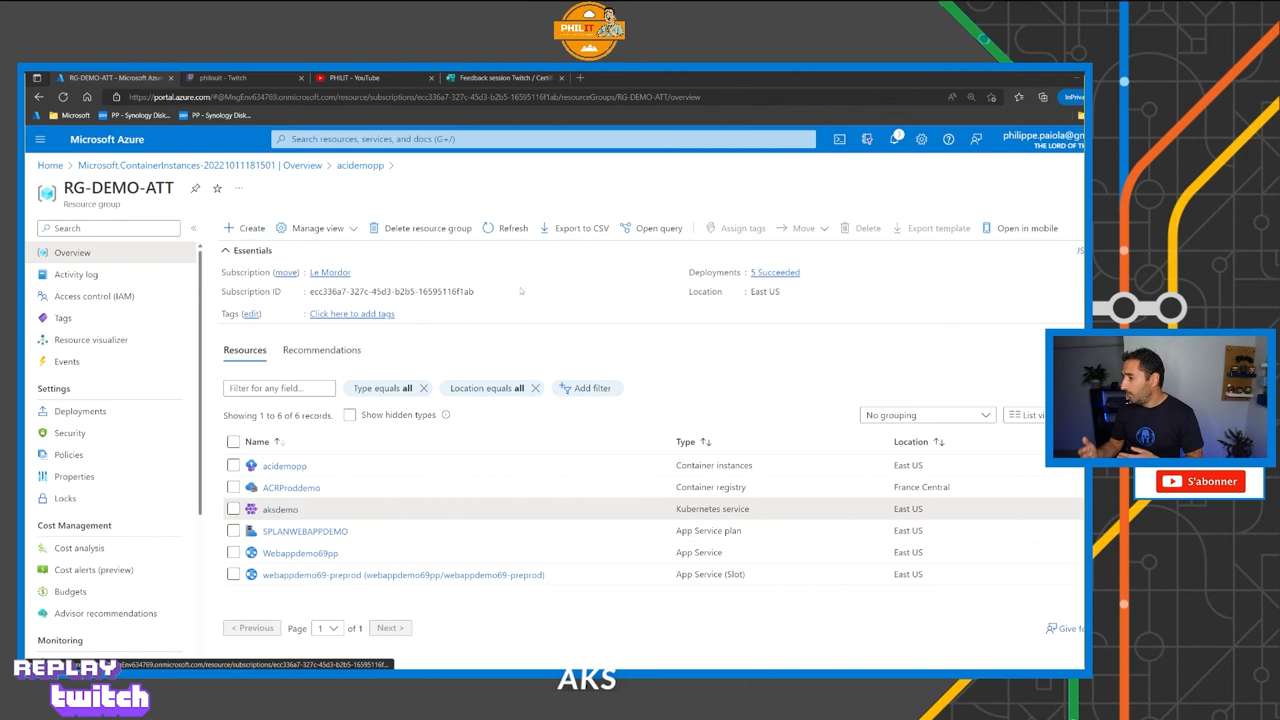 PHILIT
RG-DEMO-ATT - Microsoft Azure
philouit - Twitch
PHILIT - YouTube
Feedback session Twitch / Certi
https://portal.azure.com/#@MngEnv634769.onmicrosoft.com/resource/subscriptions/ecc336a7-327c-45d3-b2b5-16595116f1ab/resourceGroups/RG-DEMO-ATT/overview
InPriva
Microsoft
PP - Synology Disk...
PP - Synology Disk...
Microsoft Azure
Search resources, services, and docs (G+/)
philippe.paiola@gm
THE LORD OF T
Home > Microsoft.ContainerInstances-20221011181501 | Overview > acidemopp >
RG-DEMO-ATT
Resource group
Search
Create
Manage view
Delete resource group
Refresh
Export to CSV
Open query
Assign tags
Move
Delete
Export template
Open in mobile
Overview
Activity log
Access control (IAM)
Tags
Resource visualizer
Events
Settings
Deployments
Security
Policies
Properties
Locks
Cost Management
Cost analysis
Cost alerts (preview)
Budgets
Advisor recommendations
Monitoring
Essentials
JS
Subscription (move) : Le Mordor
Deployments : 5 Succeeded
Subscription ID : ecc336a7-327c-45d3-b2b5-16595116f1ab
Location : East US
Tags (edit) : Click here to add tags
Resources
Recommendations
Filter for any field...
Type equals all
Location equals all
Add filter
Showing 1 to 6 of 6 records.
Show hidden types
No grouping
List vi
Name
Type
Location
acidemopp Container instances East US
ACRProddemo Container registry France Central
aksdemo Kubernetes service East US
SPLANWEBAPPDEMO App Service plan East US
Webappdemo69pp App Service East US
webappdemo69-preprod (webappdemo69pp/webappdemo69-preprod) App Service (Slot) East US
< Previous
Page 1 of 1
Next >
Give fe
S'abonner
REPLAY
twitch
AKS